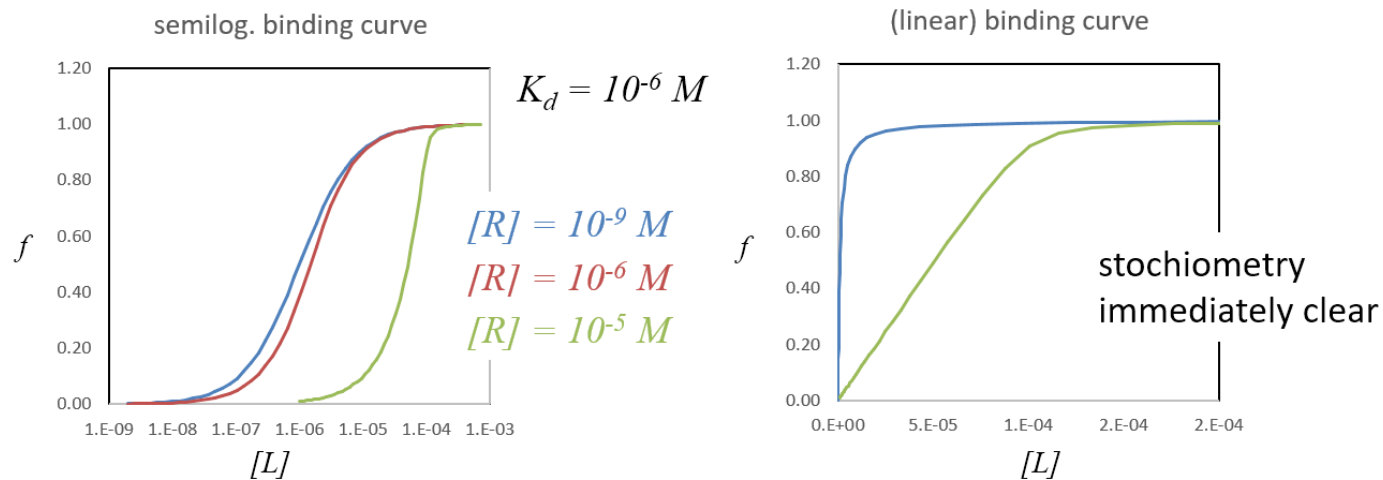 semilog. binding curve
1.20
1.00
0.80
0.60
0.40
0.20
0.00
f
1.E-09 1.E-08 1.E-07 1.E-06 1.E-05 1.E-04 1.E-03
[L]
K_d = 10^-6 M
[R] = 10^-9 M
[R] = 10^-6 M
[R] = 10^-5 M
(linear) binding curve
1.20
1.00
0.80
0.60
0.40
0.20
0.00
f
0.E+00 5.E-05 1.E-04 2.E-04 2.E-04
[L]
stochiometry
immediately clear